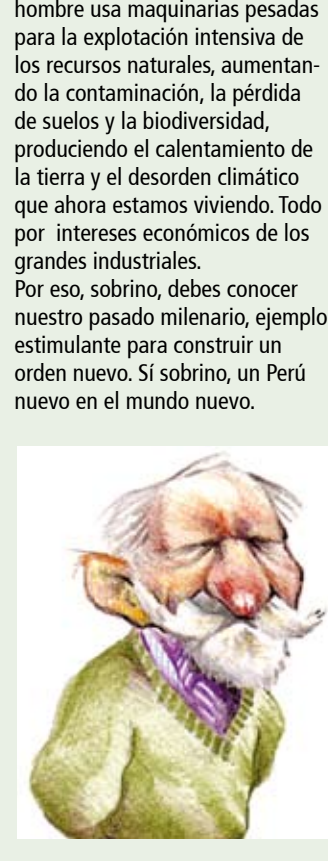 hombre usa maquinarias pesadas
para la explotación intensiva de
los recursos naturales, aumentan-
do la contaminación, la pérdida
de suelos y la biodiversidad,
produciendo el calentamiento de
la tierra y el desorden climático
que ahora estamos viviendo. Todo
por intereses económicos de los
grandes industriales.
Por eso, sobrino, debes conocer
nuestro pasado milenario, ejemplo
estimulante para construir un
orden nuevo. Sí sobrino, un Perú
nuevo en el mundo nuevo.